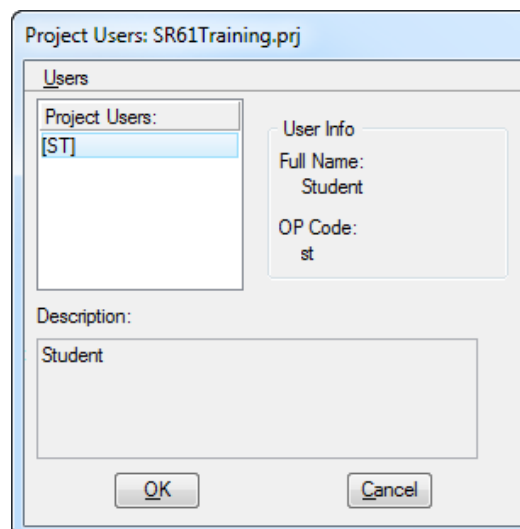 Project Users: SR61Training.prj
Users
Project Users:
[ST]
User Info
Full Name:
Student
OP Code:
st
Description:
Student
OK
Cancel